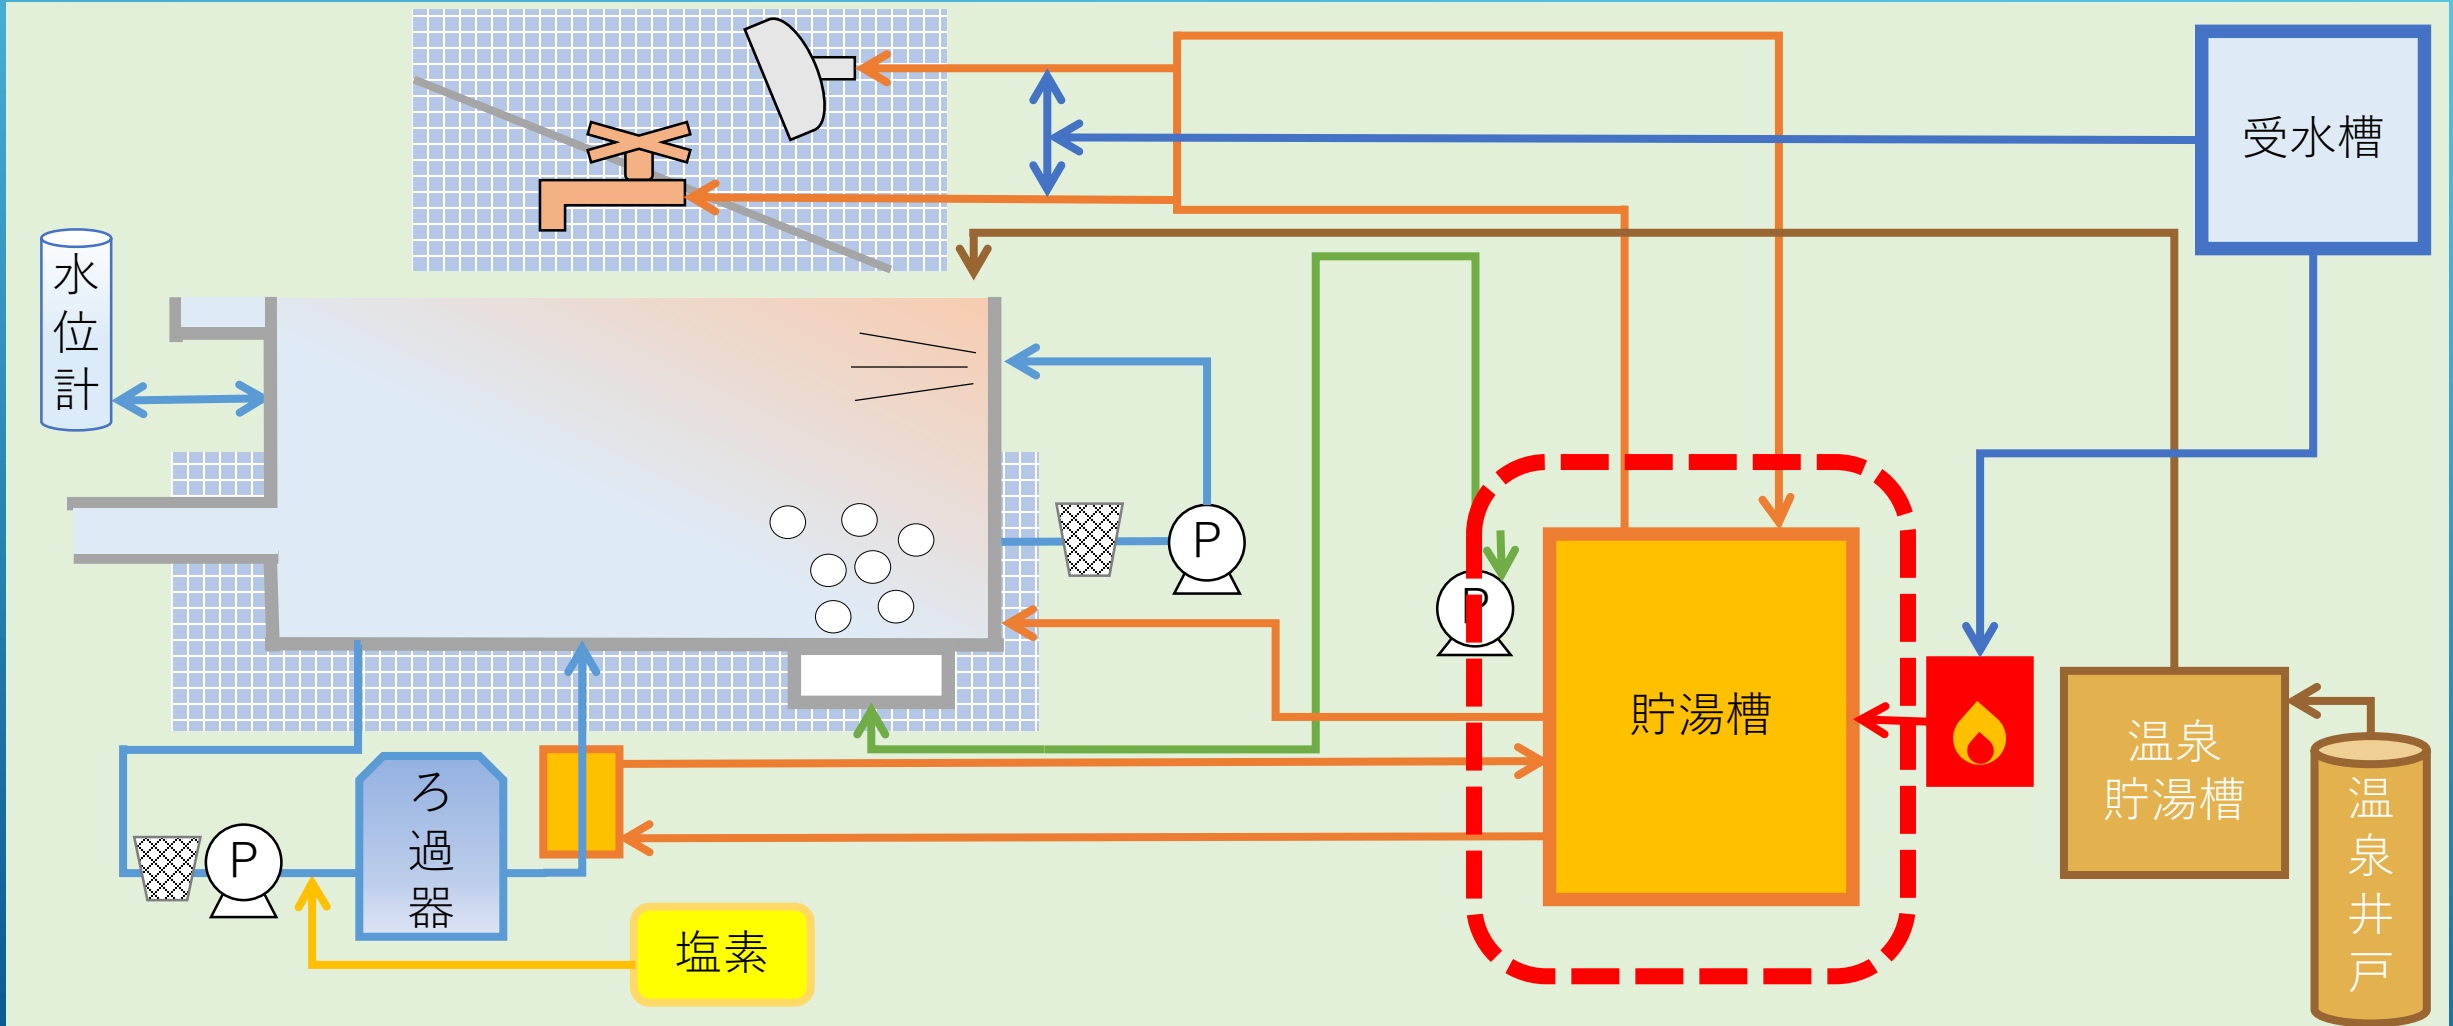 受水槽
水
位
計
P
P
貯湯槽
温泉
貯湯槽
ろ
過
器
P
塩素
温
泉
井
戸